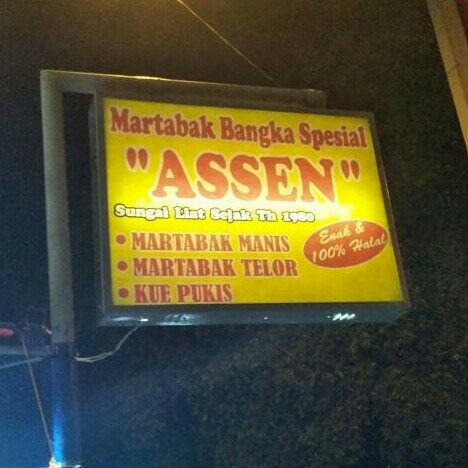 Martabak Bangka Spesial
"ASSEN"
Sungai Liat Sejak Th 1980
• MARTABAK MANIS
• MARTABAK TELOR
• KUE PUKIS
Enak &
100% Halal